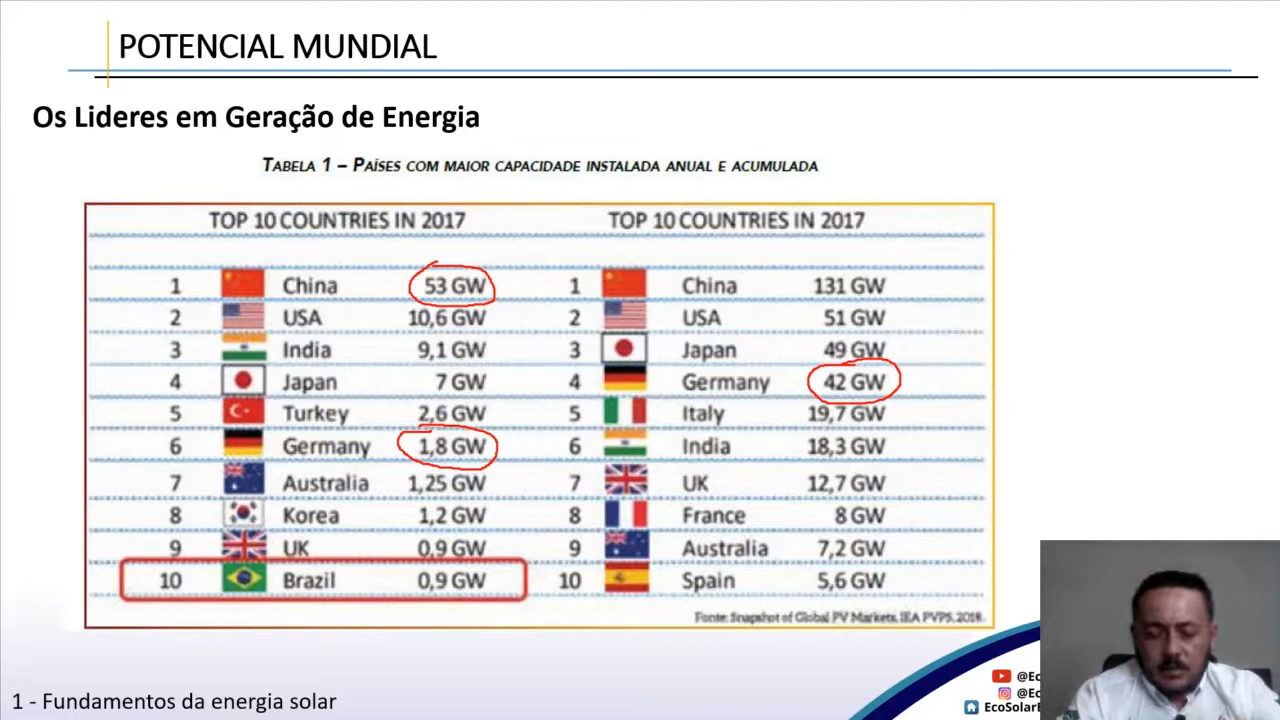 POTENCIAL MUNDIAL
Os Lideres em Geração de Energia
TABELA 1 – PAÍSES COM MAIOR CAPACIDADE INSTALADA ANUAL E ACUMULADA
TOP 10 COUNTRIES IN 2017 TOP 10 COUNTRIES IN 2017
1 China 53 GW 1 China 131 GW
2 USA 10,6 GW 2 USA 51 GW
3 India 9,1 GW 3 Japan 49 GW
4 Japan 7 GW 4 Germany 42 GW
5 Turkey 2,6 GW 5 Italy 19,7 GW
6 Germany 1,8 GW 6 India 18,3 GW
7 Australia 1,25 GW 7 UK 12,7 GW
8 Korea 1,2 GW 8 France 8 GW
9 UK 0,9 GW 9 Australia 7,2 GW
10 Brazil 0,9 GW 10 Spain 5,6 GW
Fonte: Snapshot of Global PV Markets, IEA PVPS, 2018.
1 - Fundamentos da energia solar